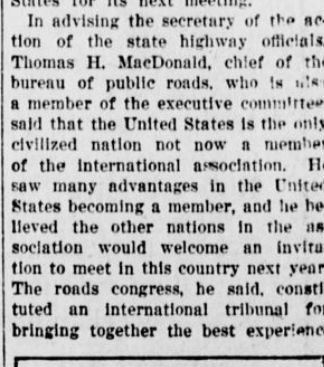 States for its next meeting.
In advising the secretary of the ac-
tion of the state highway officials
Thomas H. MacDonald, chief of the
bureau of public roads, who is als
a member of the executive committee
said that the United States is the only
civilized nation not now a member
of the international association. H
saw many advantages in the United
States becoming a member, and he be
lieved the other nations in the as
sociation would welcome an invita
tion to meet in this country next year
The roads congress, he said, consti
tuted an international tribunal for
bringing together the best experienc